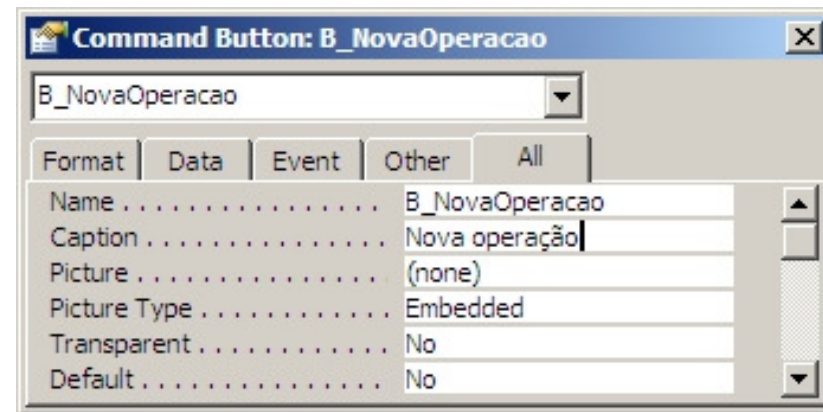 Command Button: B_NovaOperacao
B_NovaOperacao
Format Data Event Other All
Name . . . . . . . . . . . . . . . . B_NovaOperacao
Caption . . . . . . . . . . . . . . . Nova operação
Picture . . . . . . . . . . . . . . . . (none)
Picture Type . . . . . . . . . . . . Embedded
Transparent . . . . . . . . . . . . No
Default . . . . . . . . . . . . . . . No